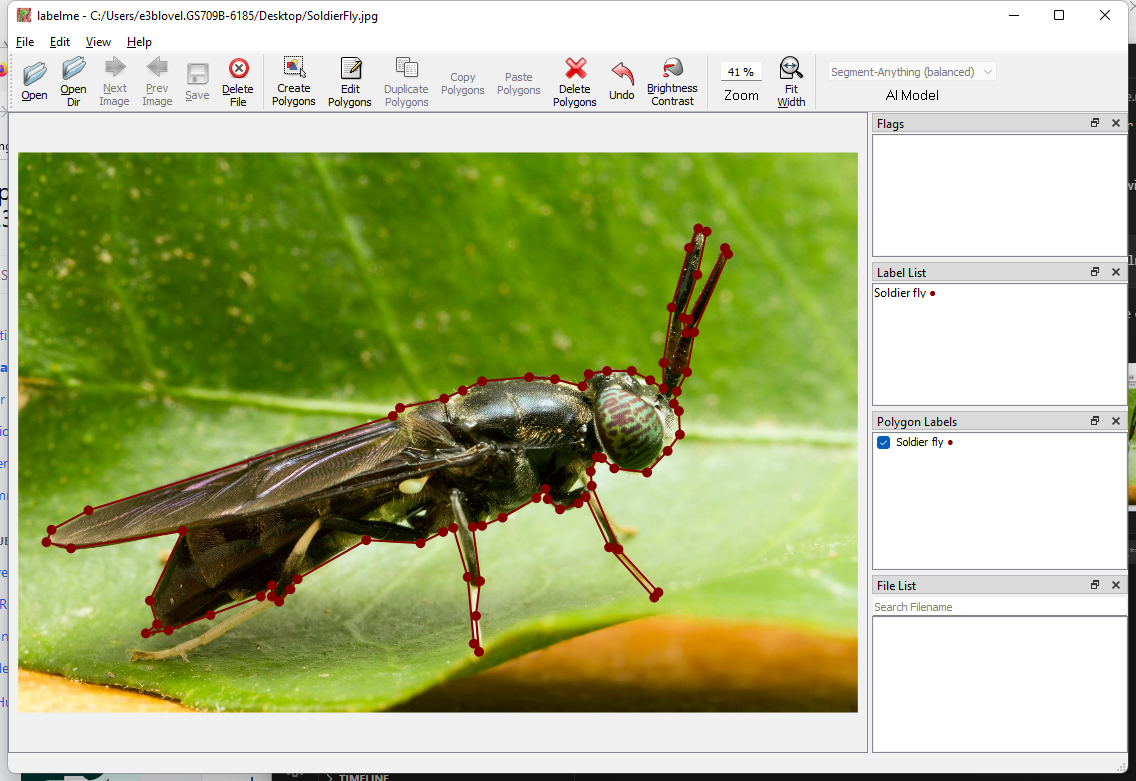 labelme - C:/Users/e3blovel.GS709B-6185/Desktop/SoldierFly.jpg
File Edit View Help
Open
Open Dir
Next Image
Prev Image
Save
Delete File
Create Polygons
Edit Polygons
Duplicate Polygons
Copy Polygons
Paste Polygons
Delete Polygons
Undo
Brightness Contrast
41 %
Zoom
Fit Width
Segment-Anything (balanced)
AI Model
Flags
Label List
Soldier fly
Polygon Labels
Soldier fly
File List
Search Filename
TIMELINE